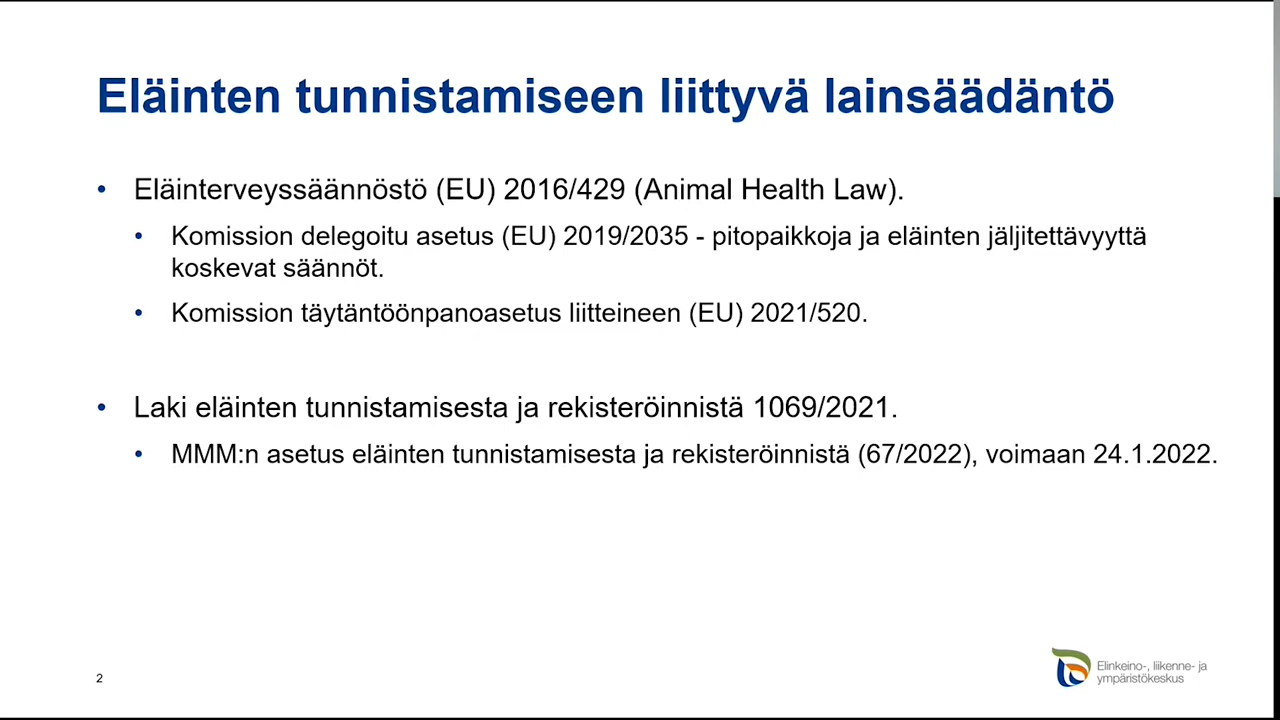 Eläinten tunnistamiseen liittyvä lainsäädäntö
• Eläinterveyssäännöstö (EU) 2016/429 (Animal Health Law).
• Komission delegoitu asetus (EU) 2019/2035 - pitopaikkoja ja eläinten jäljitettävyyttä
koskevat säännöt.
• Komission täytäntöönpanoasetus liitteineen (EU) 2021/520.
• Laki eläinten tunnistamisesta ja rekisteröinnistä 1069/2021.
• MMM:n asetus eläinten tunnistamisesta ja rekisteröinnistä (67/2022), voimaan 24.1.2022.
2
Elinkeino-, liikenne- ja
ympäristökeskus